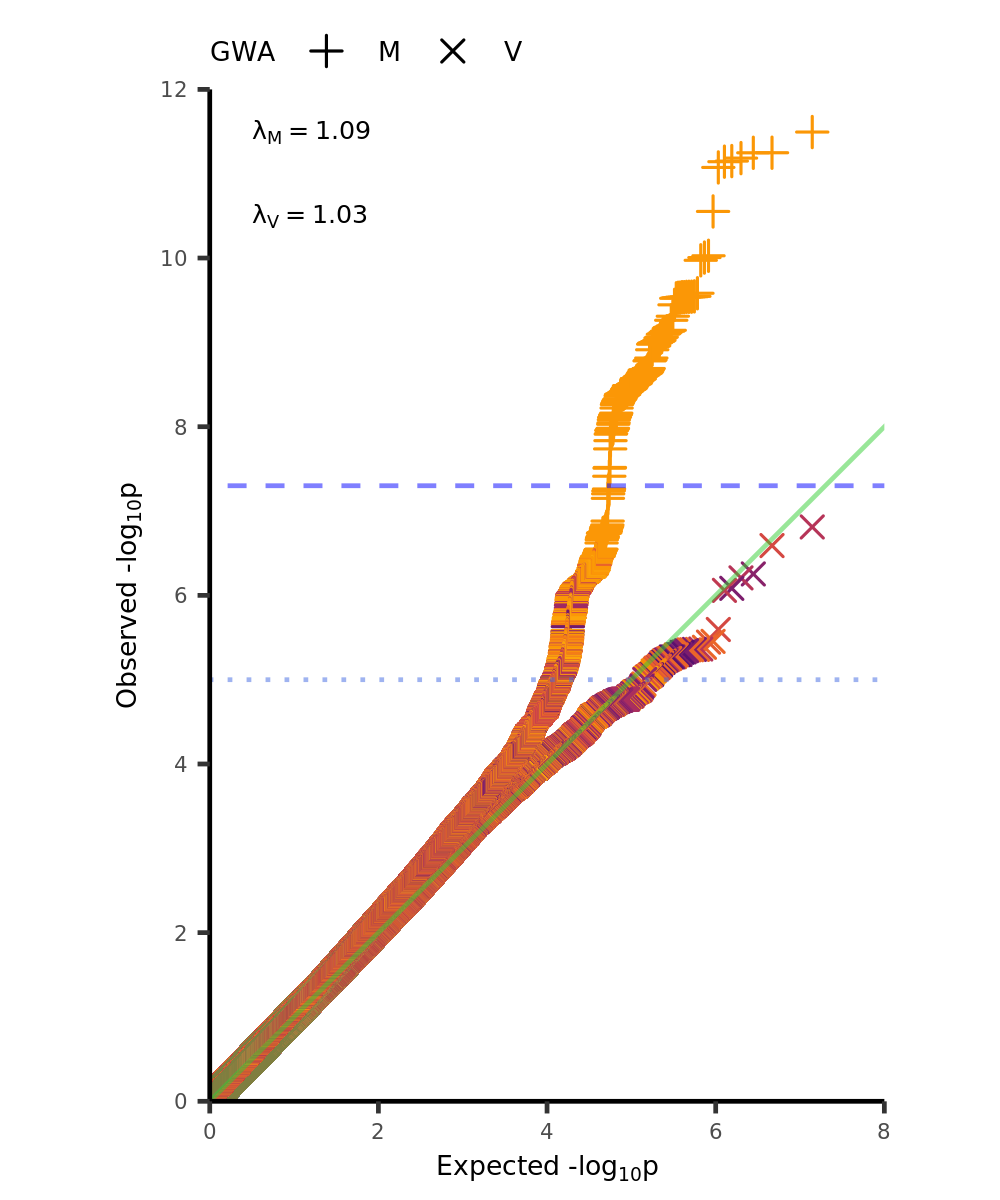 GWA M V
12
λM = 1.09
λV = 1.03
10
8
6
4
2
0
Observed -log10p
0 2 4 6 8
Expected -log10p